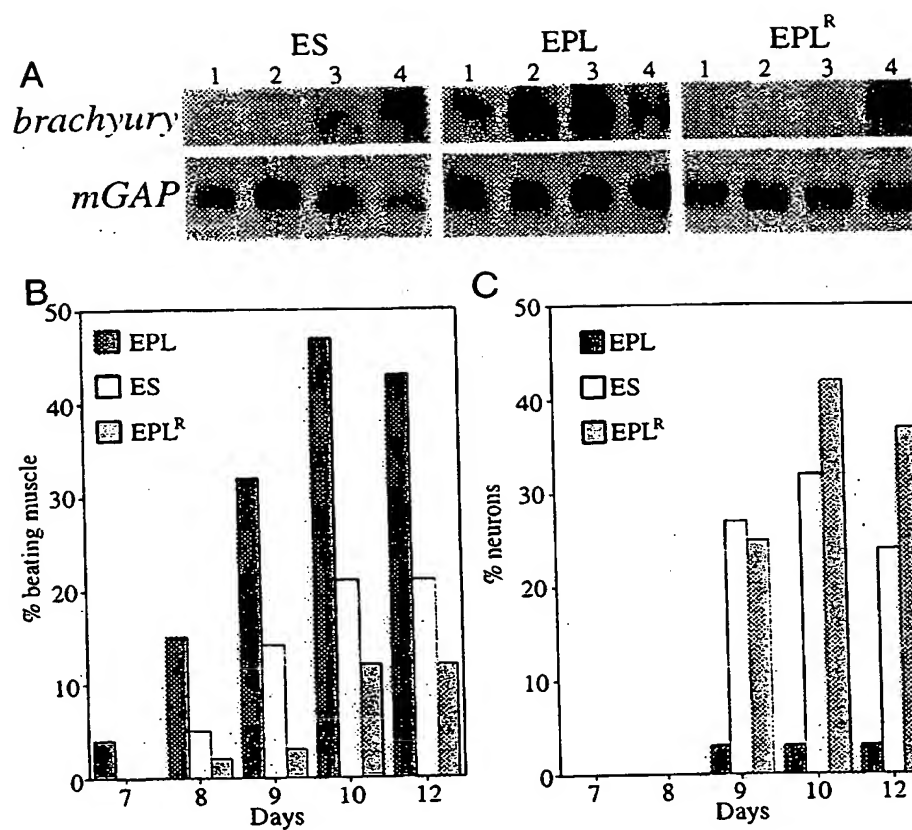 ES EPL EPL^R
A 1 2 3 4 1 2 3 4 1 2 3 4
brachyury
mGAP
B
50
40
30
20
10
0
% beating muscle
EPL
ES
EPL^R
7 8 9 10 12
Days
C
50
40
30
20
10
0
% neurons
EPL
ES
EPL^R
7 8 9 10 12
Days